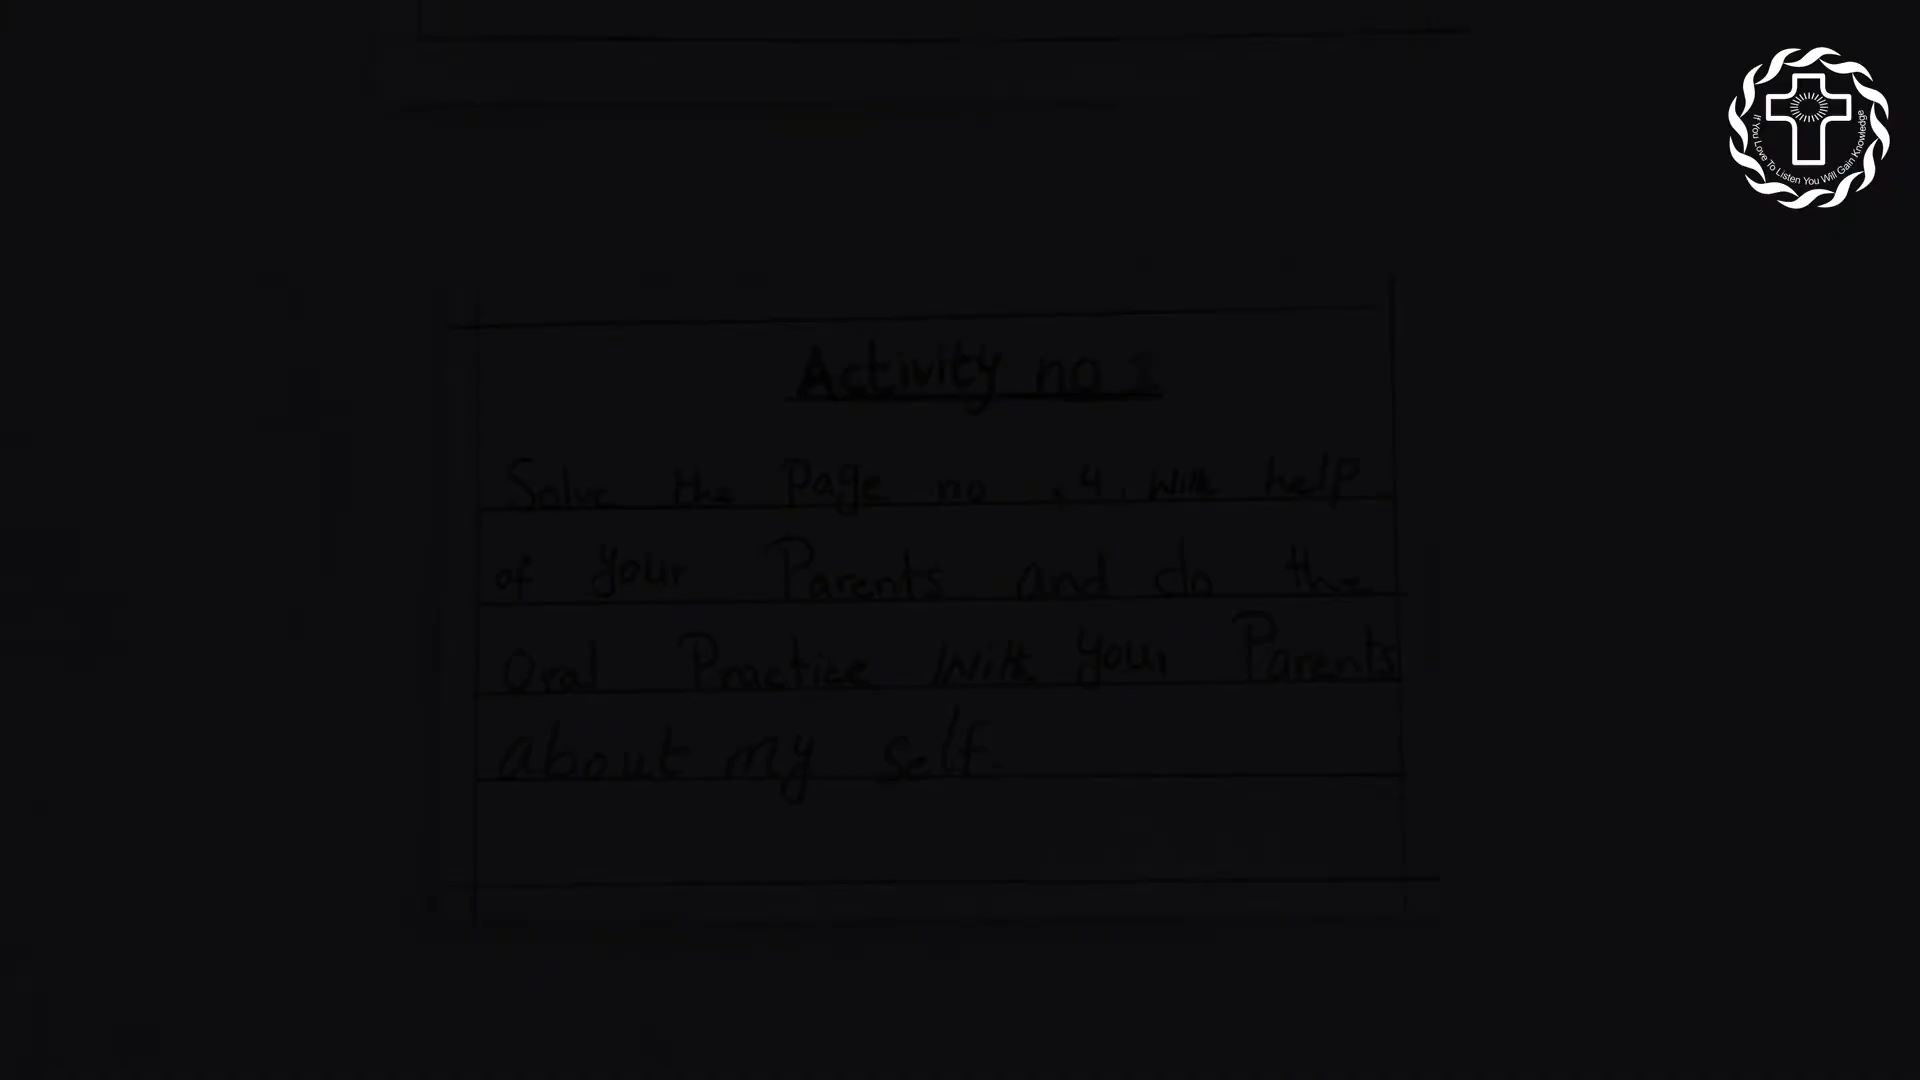 If You Love To Listen You Will Gain Knowledge
Activity no
Solve the Page no .4. With help
of your Parents and do the
Oral Practice With your Parents
about my self.